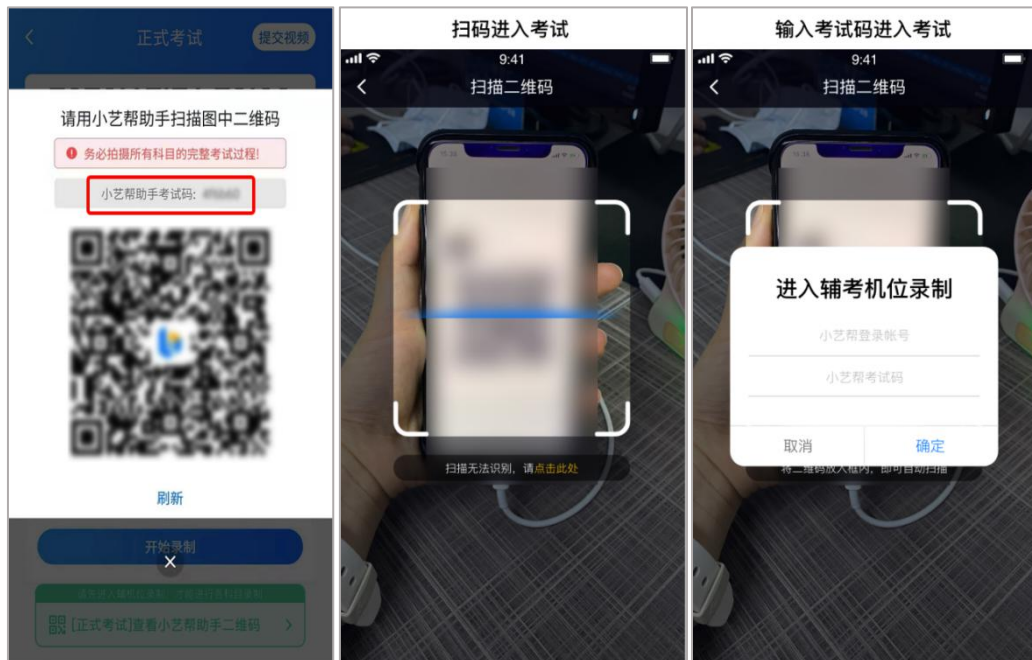 正式考试
提交视频
请用小艺帮助手扫描图中二维码
务必拍摄所有科目的完整考试过程!
小艺帮助手考试码:
刷新
开始录制
[正式考试]查看小艺帮助手二维码
扫码进入考试
9:41
扫描二维码
扫描无法识别，请点击此处
输入考试码进入考试
9:41
扫描二维码
进入辅考机位录制
小艺帮登录帐号
小艺帮考试码
取消
确定
将二维码放入框内，即可自动扫描